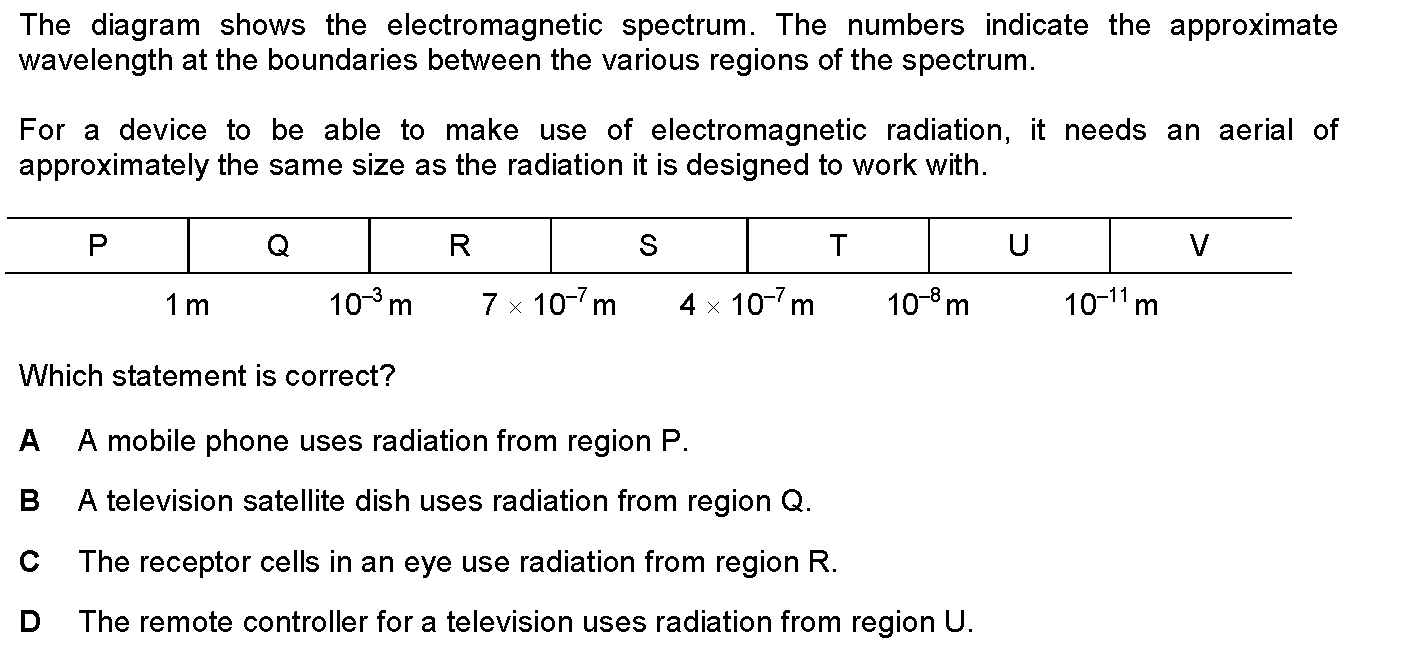 The diagram shows the electromagnetic spectrum. The numbers indicate the approximate
wavelength at the boundaries between the various regions of the spectrum.
For a device to be able to make use of electromagnetic radiation, it needs an aerial of
approximately the same size as the radiation it is designed to work with.
P Q R S T U V
1 m 10⁻³ m 7 × 10⁻⁷ m 4 × 10⁻⁷ m 10⁻⁸ m 10⁻¹¹ m
Which statement is correct?
A A mobile phone uses radiation from region P.
B A television satellite dish uses radiation from region Q.
C The receptor cells in an eye use radiation from region R.
D The remote controller for a television uses radiation from region U.